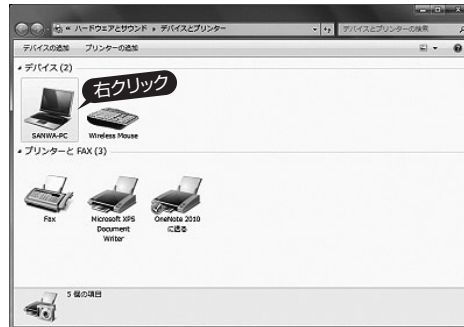 ハードウェアとサウンド ▸ デバイスとプリンター
デバイスとプリンターの検索
デバイスの追加 プリンターの追加
デバイス (2)
右クリック
SANWA-PC
Wireless Mouse
プリンターと FAX (3)
Fax
Microsoft XPS
Document
Writer
OneNote 2010
に送る
5 個の項目